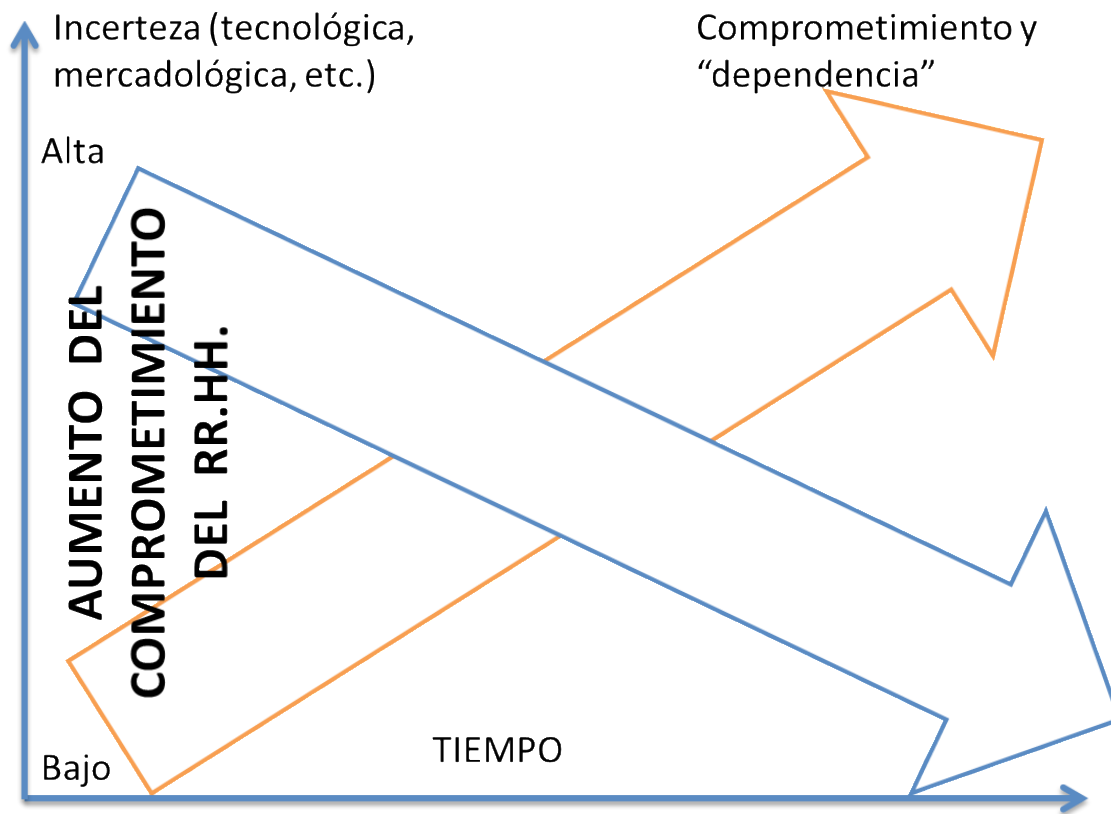 Incerteza (tecnológica,
mercadológica, etc.)
Comprometimiento y
“dependencia”
Alta
AUMENTO DEL
COMPROMETIMIENTO
DEL RR.HH.
TIEMPO
Bajo